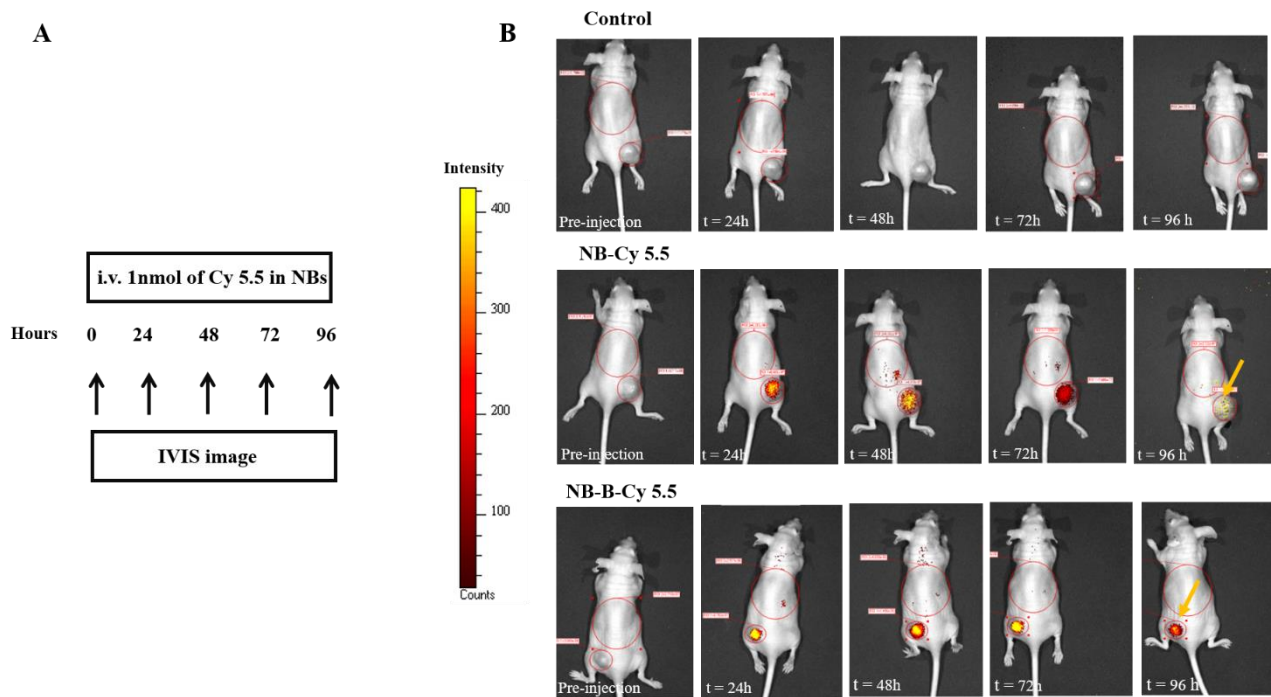 A
i.v. 1nmol of Cy 5.5 in NBs
Hours 0 24 48 72 96
IVIS image
Intensity
400
300
200
100
Counts
B
Control
Pre-injection
t = 24h
t = 48h
t = 72h
t = 96 h
NB-Cy 5.5
Pre-injection
t = 24h
t = 48h
t = 72h
t = 96 h
NB-B-Cy 5.5
Pre-injection
t = 24h
t = 48h
t = 72h
t = 96 h